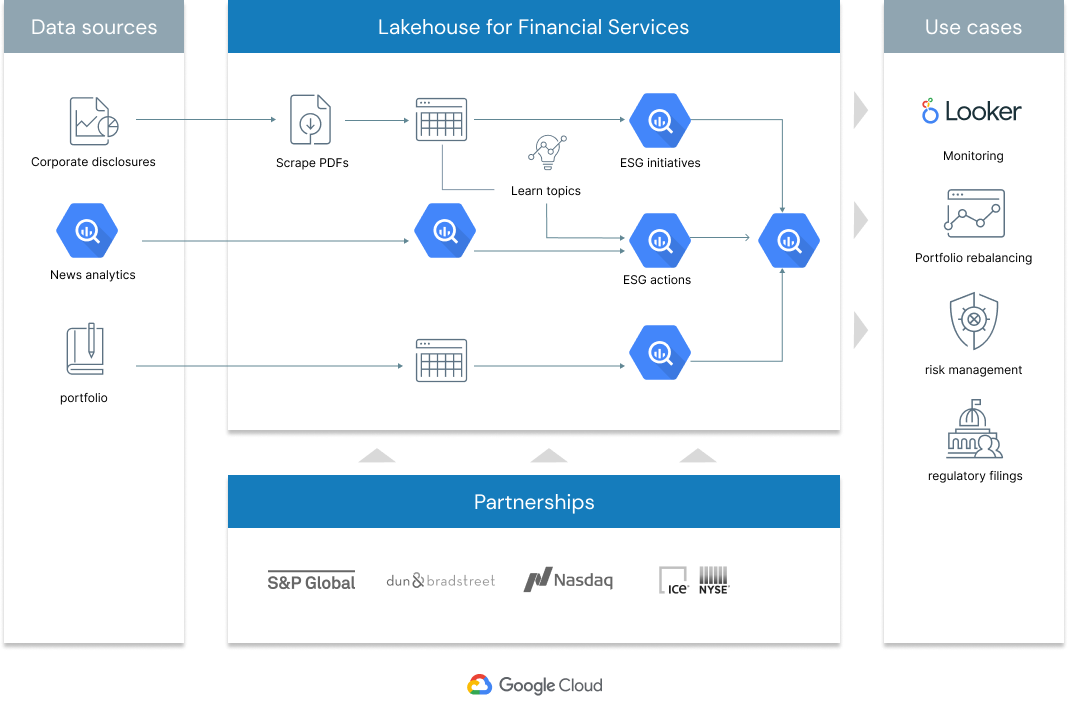 Data sources
Corporate disclosures
News analytics
portfolio
Lakehouse for Financial Services
Scrape PDFs
Learn topics
ESG initiatives
ESG actions
Partnerships
S&P Global
dun&bradstreet
Nasdaq
ICE
NYSE
Use cases
Looker
Monitoring
Portfolio rebalancing
risk management
regulatory filings
Google Cloud